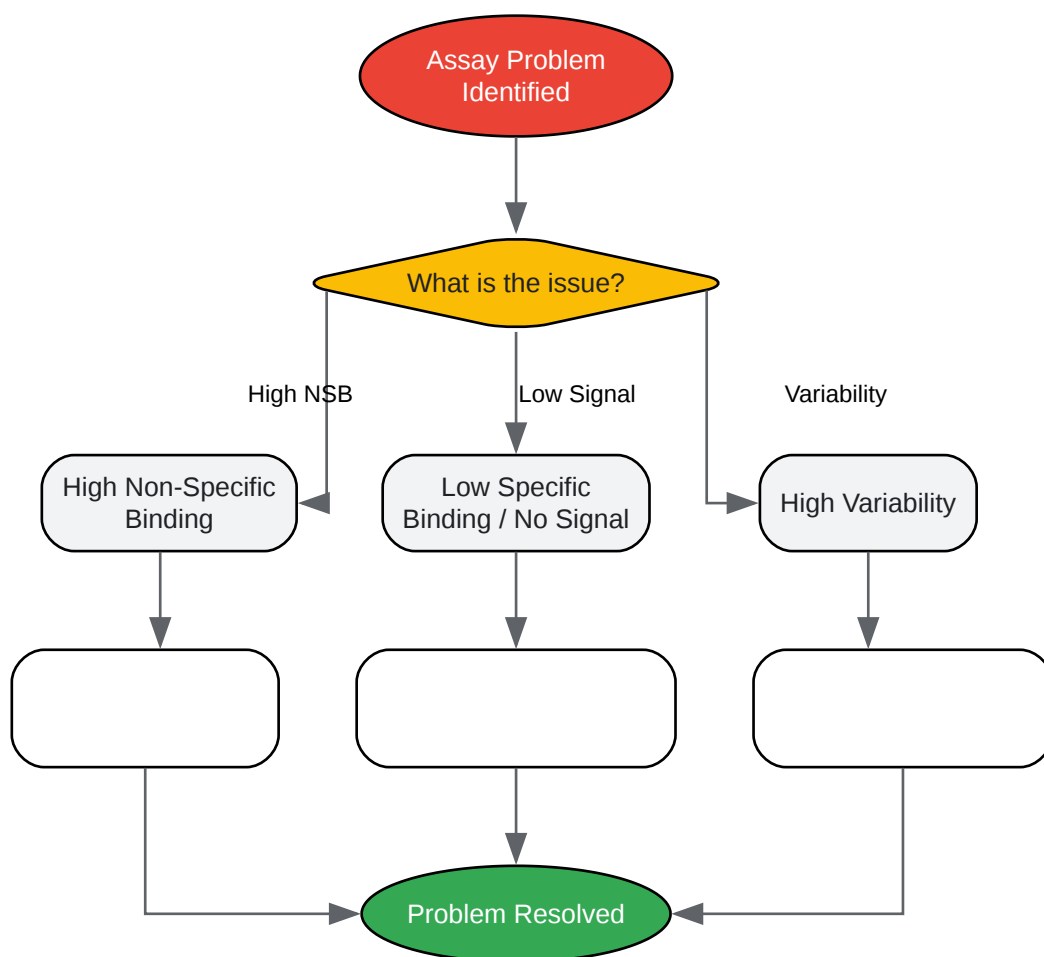 Assay Problem
Identified
What is the issue?
High NSB
Low Signal
Variability
High Non-Specific
Binding
Low Specific
Binding / No Signal
High Variability
Problem Resolved